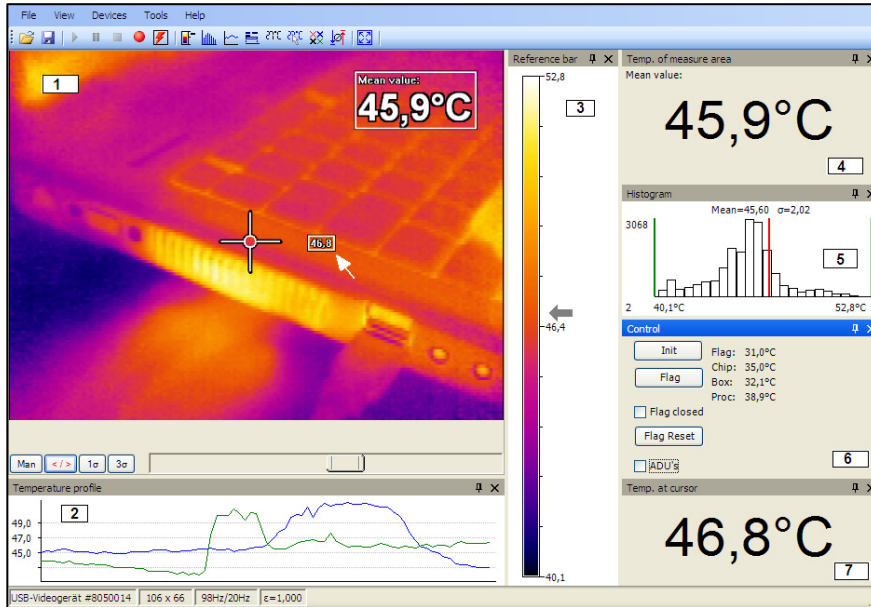 File View Devices Tools Help
1
Mean value:
45,9°C
46,8
Man </> 1σ 3σ
Temperature profile
2
49,0
47,0
45,0
Reference bar
52,8
3
46,4
40,1
Temp. of measure area
Mean value:
45,9°C
4
Histogram
Mean=45,60 σ=2,02
3068
5
2 40,1°C 52,8°C
Control
Init
Flag
Flag: 31,0°C
Chip: 35,0°C
Box: 32,1°C
Proc: 38,9°C
Flag closed
Flag Reset
ADU's
6
Temp. at cursor
46,8°C
7
USB-Videogerät #8050014 106 x 66 98Hz/20Hz ε=1,000